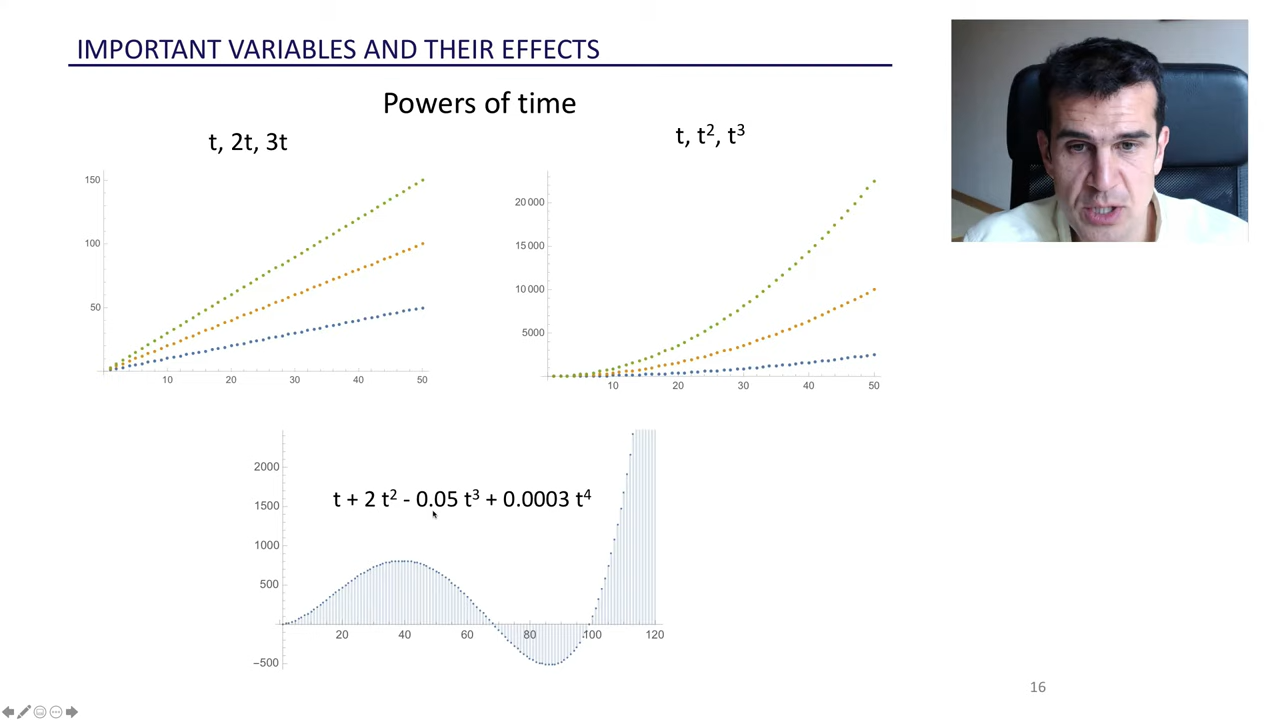 IMPORTANT VARIABLES AND THEIR EFFECTS
Powers of time
t, 2t, 3t
t, t², t³
150
100
50
10 20 30 40 50
20 000
15 000
10 000
5000
10 20 30 40 50
t + 2 t² - 0.05 t³ + 0.0003 t⁴
2000
1500
1000
500
−500
20 40 60 80 100 120
16